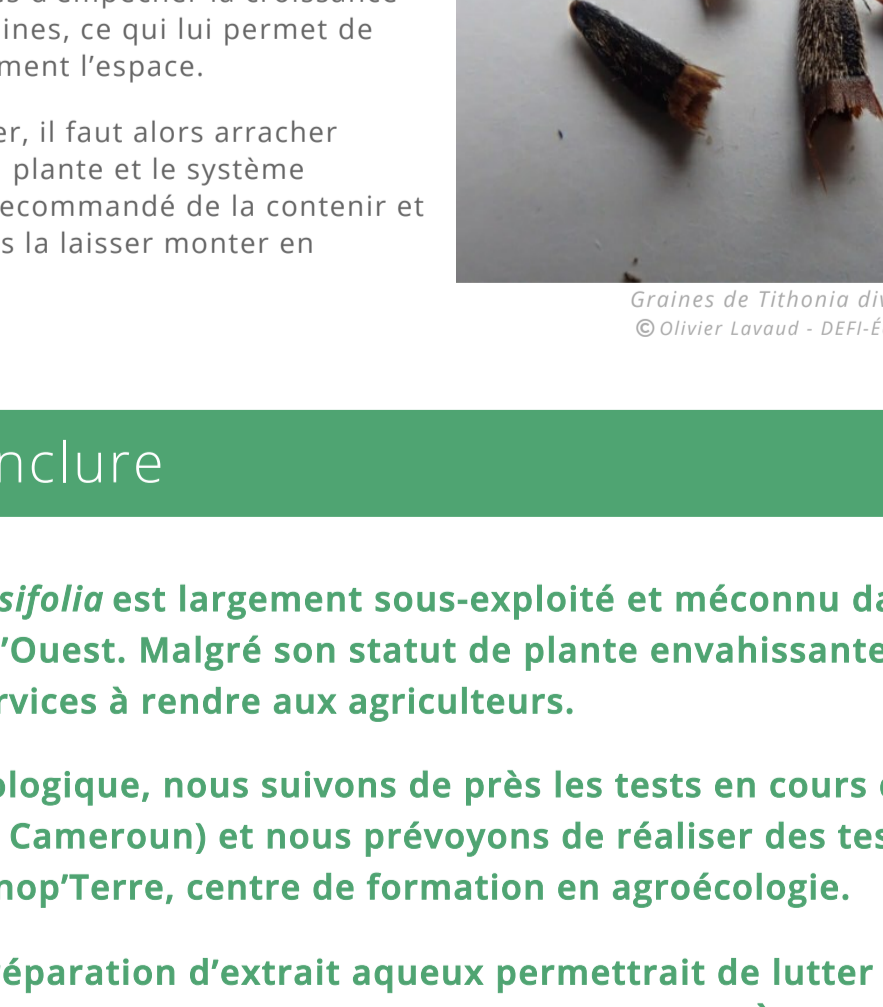 ines, ce qui lui permet de
ment l’espace.
er, il faut alors arracher
plante et le système
ecommandé de la contenir et
s la laisser monter en
Graines de Tithonia div
© Olivier Lavaud - DEFI-É
nclure
sifolia est largement sous-exploité et méconnu da
’Ouest. Malgré son statut de plante envahissante
rvices à rendre aux agriculteurs.
ologique, nous suivons de près les tests en cours
Cameroun) et nous prévoyons de réaliser des tes
nop’Terre, centre de formation en agroécologie.
éparation d’extrait aqueux permettrait de lutter